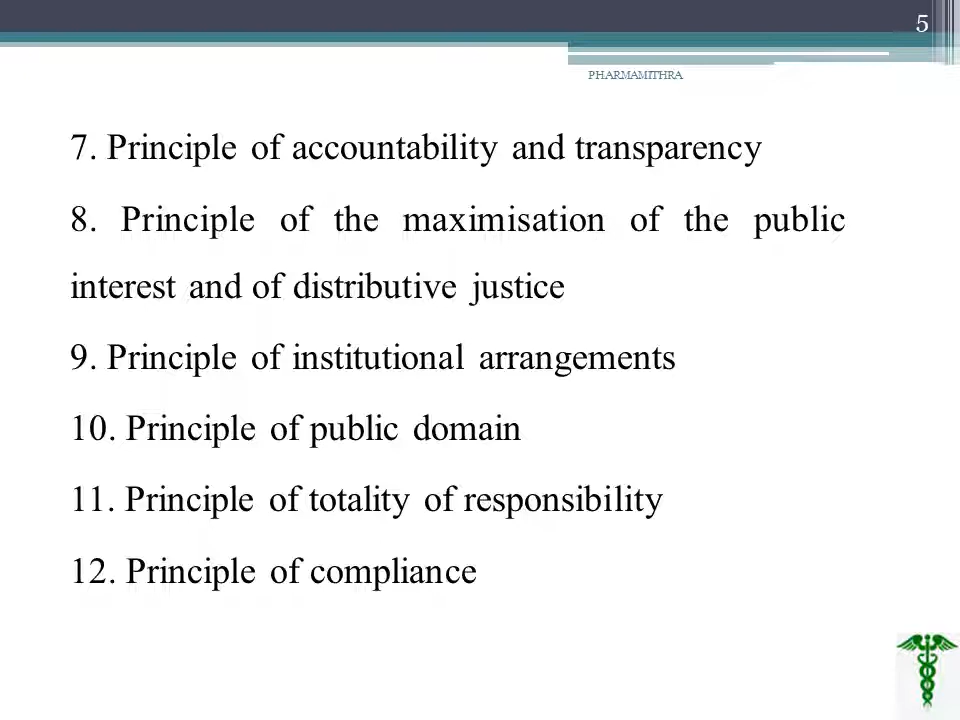 5
PHARMAMITHRA
7. Principle of accountability and transparency
8. Principle of the maximisation of the public
interest and of distributive justice
9. Principle of institutional arrangements
10. Principle of public domain
11. Principle of totality of responsibility
12. Principle of compliance